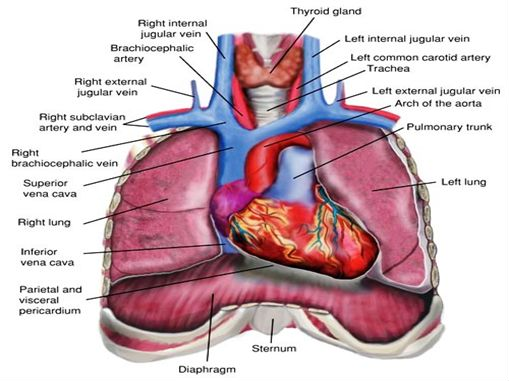 Thyroid gland
Right internal
jugular vein
Brachiocephalic
artery
Right external
jugular vein
Right subclavian
artery and vein
Right
brachiocephalic vein
Superior
vena cava
Right lung
Inferior
vena cava
Parietal and
visceral
pericardium
Diaphragm
Sternum
Left internal jugular vein
Left common carotid artery
Trachea
Left external jugular vein
Arch of the aorta
Pulmonary trunk
Left lung